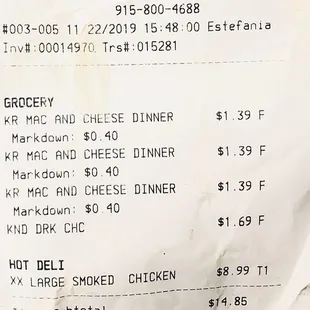 915-800-4688
#003-005 11/22/2019 15:48:00 Estefania
Inv#:00014970 Trs#:015281
GROCERY
KR MAC AND CHEESE DINNER $1.39 F
Markdown: $0.40
KR MAC AND CHEESE DINNER $1.39 F
Markdown: $0.40
KR MAC AND CHEESE DINNER $1.39 F
Markdown: $0.40
KND DRK CHC $1.69 F
HOT DELI
XX LARGE SMOKED CHICKEN $8.99 T1
$14.85